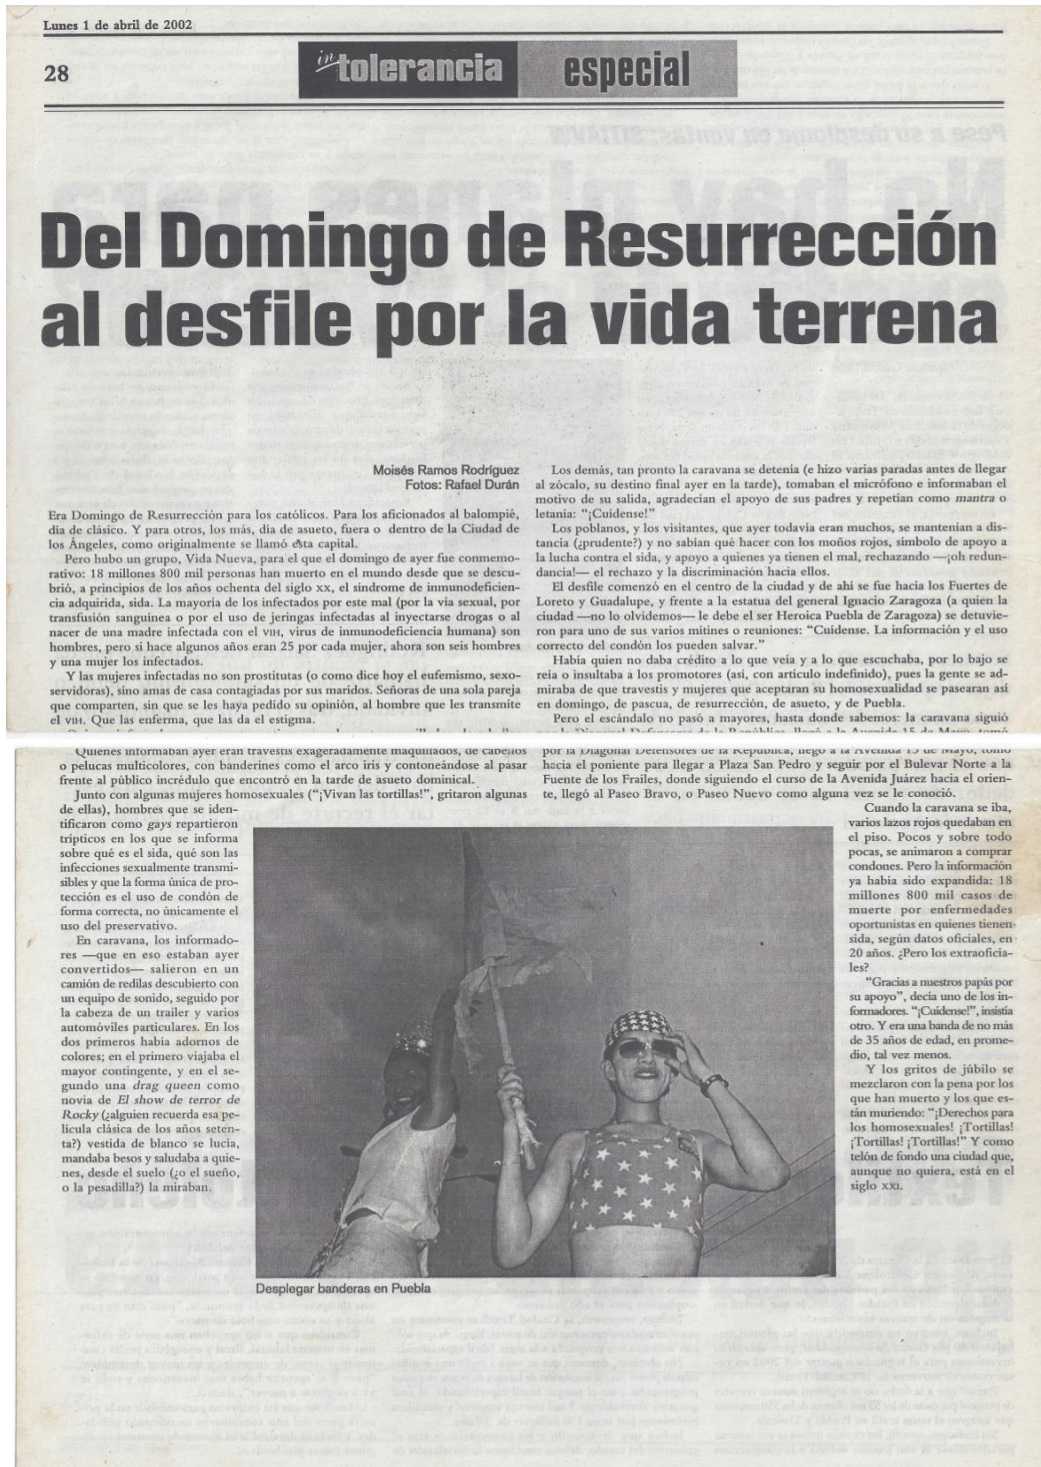 Lunes 1 de abril de 2002
28
intolerancia especial
Del Domingo de Resurrección
al desfile por la vida terrena
Moisés Ramos Rodríguez
Fotos: Rafael Durán
Era Domingo de Resurrección para los católicos. Para los aficionados al balompié,
día de clásico. Y para otros, los más, día de asueto, fuera o dentro de la Ciudad de
los Ángeles, como originalmente se llamó esta capital.
Pero hubo un grupo, Vida Nueva, para el que el domingo de ayer fue conmemo-
rativo: 18 millones 800 mil personas han muerto en el mundo desde que se descu-
brió, a principios de los años ochenta del siglo XX, el síndrome de inmunodeficien-
cia adquirida, sida. La mayoría de los infectados por este mal (por la vía sexual, por
transfusión sanguínea o por el uso de jeringas infectadas al inyectarse drogas o al
nacer de una madre infectada con el VIH, virus de inmunodeficiencia humana) son
hombres, pero si hace algunos años eran 25 por cada mujer, ahora son seis hombres
y una mujer los infectados.
Y las mujeres infectadas no son prostitutas (o como dice hoy el eufemismo, sexo-
servidoras), sino amas de casa contagiadas por sus maridos. Señoras de una sola pareja
que comparten, sin que se les haya pedido su opinión, al hombre que les transmite
el VIH. Que las enferma, que las da el estigma.
Quienes informaban ayer eran travestis exageradamente maquillados, de cabellos
o pelucas multicolores, con banderines como el arco iris y contoneándose al pasar
frente al público incrédulo que encontró en la tarde de asueto dominical.
Junto con algunas mujeres homosexuales ("¡Vivan las tortillas!", gritaron algunas
de ellas), hombres que se iden-
tificaron como gays repartieron
trípticos en los que se informa
sobre qué es el sida, qué son las
infecciones sexualmente transmi-
sibles y que la forma única de pro-
tección es el uso de condón de
forma correcta, no únicamente el
uso del preservativo.
En caravana, los informado-
res —que en eso estaban ayer
convertidos— salieron en un
camión de redilas descubierto con
un equipo de sonido, seguido por
la cabeza de un trailer y varios
automóviles particulares. En los
dos primeros había adornos de
colores; en el primero viajaba el
mayor contingente, y en el se-
gundo una drag queen como
novia de El show de terror de
Rocky (¿alguien recuerda esa pe-
lícula clásica de los años seten-
ta?) vestida de blanco se lucía,
mandaba besos y saludaba a quie-
nes, desde el suelo (¿o el sueño,
o la pesadilla?) la miraban.
Desplegar banderas en Puebla
Los demás, tan pronto la caravana se detenía (e hizo varias paradas antes de llegar
al zócalo, su destino final ayer en la tarde), tomaban el micrófono e informaban el
motivo de su salida, agradecían el apoyo de sus padres y repetían como mantra o
letanía: "¡Cuídense!"
Los poblanos, y los visitantes, que ayer todavía eran muchos, se mantenían a dis-
tancia (¿prudente?) y no sabían qué hacer con los moños rojos, símbolo de apoyo a
la lucha contra el sida, y apoyo a quienes ya tienen el mal, rechazando —¡oh redun-
dancia!— el rechazo y la discriminación hacia ellos.
El desfile comenzó en el centro de la ciudad y de ahí se fue hacia los Fuertes de
Loreto y Guadalupe, y frente a la estatua del general Ignacio Zaragoza (a quien la
ciudad —no lo olvidemos— le debe el ser Heroica Puebla de Zaragoza) se detuvie-
ron para uno de sus varios mítines o reuniones: "Cuídense. La información y el uso
correcto del condón los pueden salvar."
Había quien no daba crédito a lo que veía y a lo que escuchaba, por lo bajo se
reía o insultaba a los promotores (así, con artículo indefinido), pues la gente se ad-
miraba de que travestis y mujeres que aceptaran su homosexualidad se pasearan así
en domingo, de pascua, de resurrección, de asueto, y de Puebla.
Pero el escándalo no pasó a mayores, hasta donde sabemos: la caravana siguió
por la Diagonal Defensores de la República, llegó a la Avenida 15 de Mayo, tomó
hacia el poniente para llegar a Plaza San Pedro y seguir por el Bulevar Norte a la
Fuente de los Frailes, donde siguiendo el curso de la Avenida Juárez hacia el orien-
te, llegó al Paseo Bravo, o Paseo Nuevo como alguna vez se le conoció.
Cuando la caravana se iba,
varios lazos rojos quedaban en
el piso. Pocos y sobre todo
pocas, se animaron a comprar
condones. Pero la información
ya había sido expandida: 18
millones 800 mil casos de
muerte por enfermedades
oportunistas en quienes tienen
sida, según datos oficiales, en
20 años. ¿Pero los extraoficia-
les?
"Gracias a nuestros papás por
su apoyo", decía uno de los in-
formadores. "¡Cuídense!", insistía
otro. Y era una banda de no más
de 35 años de edad, en prome-
dio, tal vez menos.
Y los gritos de júbilo se
mezclaron con la pena por los
que han muerto y los que es-
tán muriendo: "¡Derechos para
los homosexuales! ¡Tortillas!
¡Tortillas! ¡Tortillas!" Y como
telón de fondo una ciudad que,
aunque no quiera, está en el
siglo XXI.